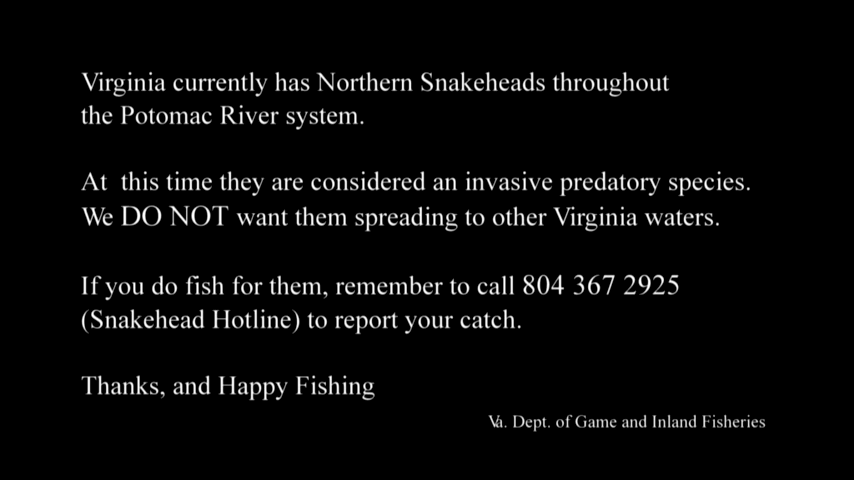 Virginia currently has Northern Snakeheads throughout
the Potomac River system.
At this time they are considered an invasive predatory species.
We DO NOT want them spreading to other Virginia waters.
If you do fish for them, remember to call 804 367 2925
(Snakehead Hotline) to report your catch.
Thanks, and Happy Fishing
Va. Dept. of Game and Inland Fisheries